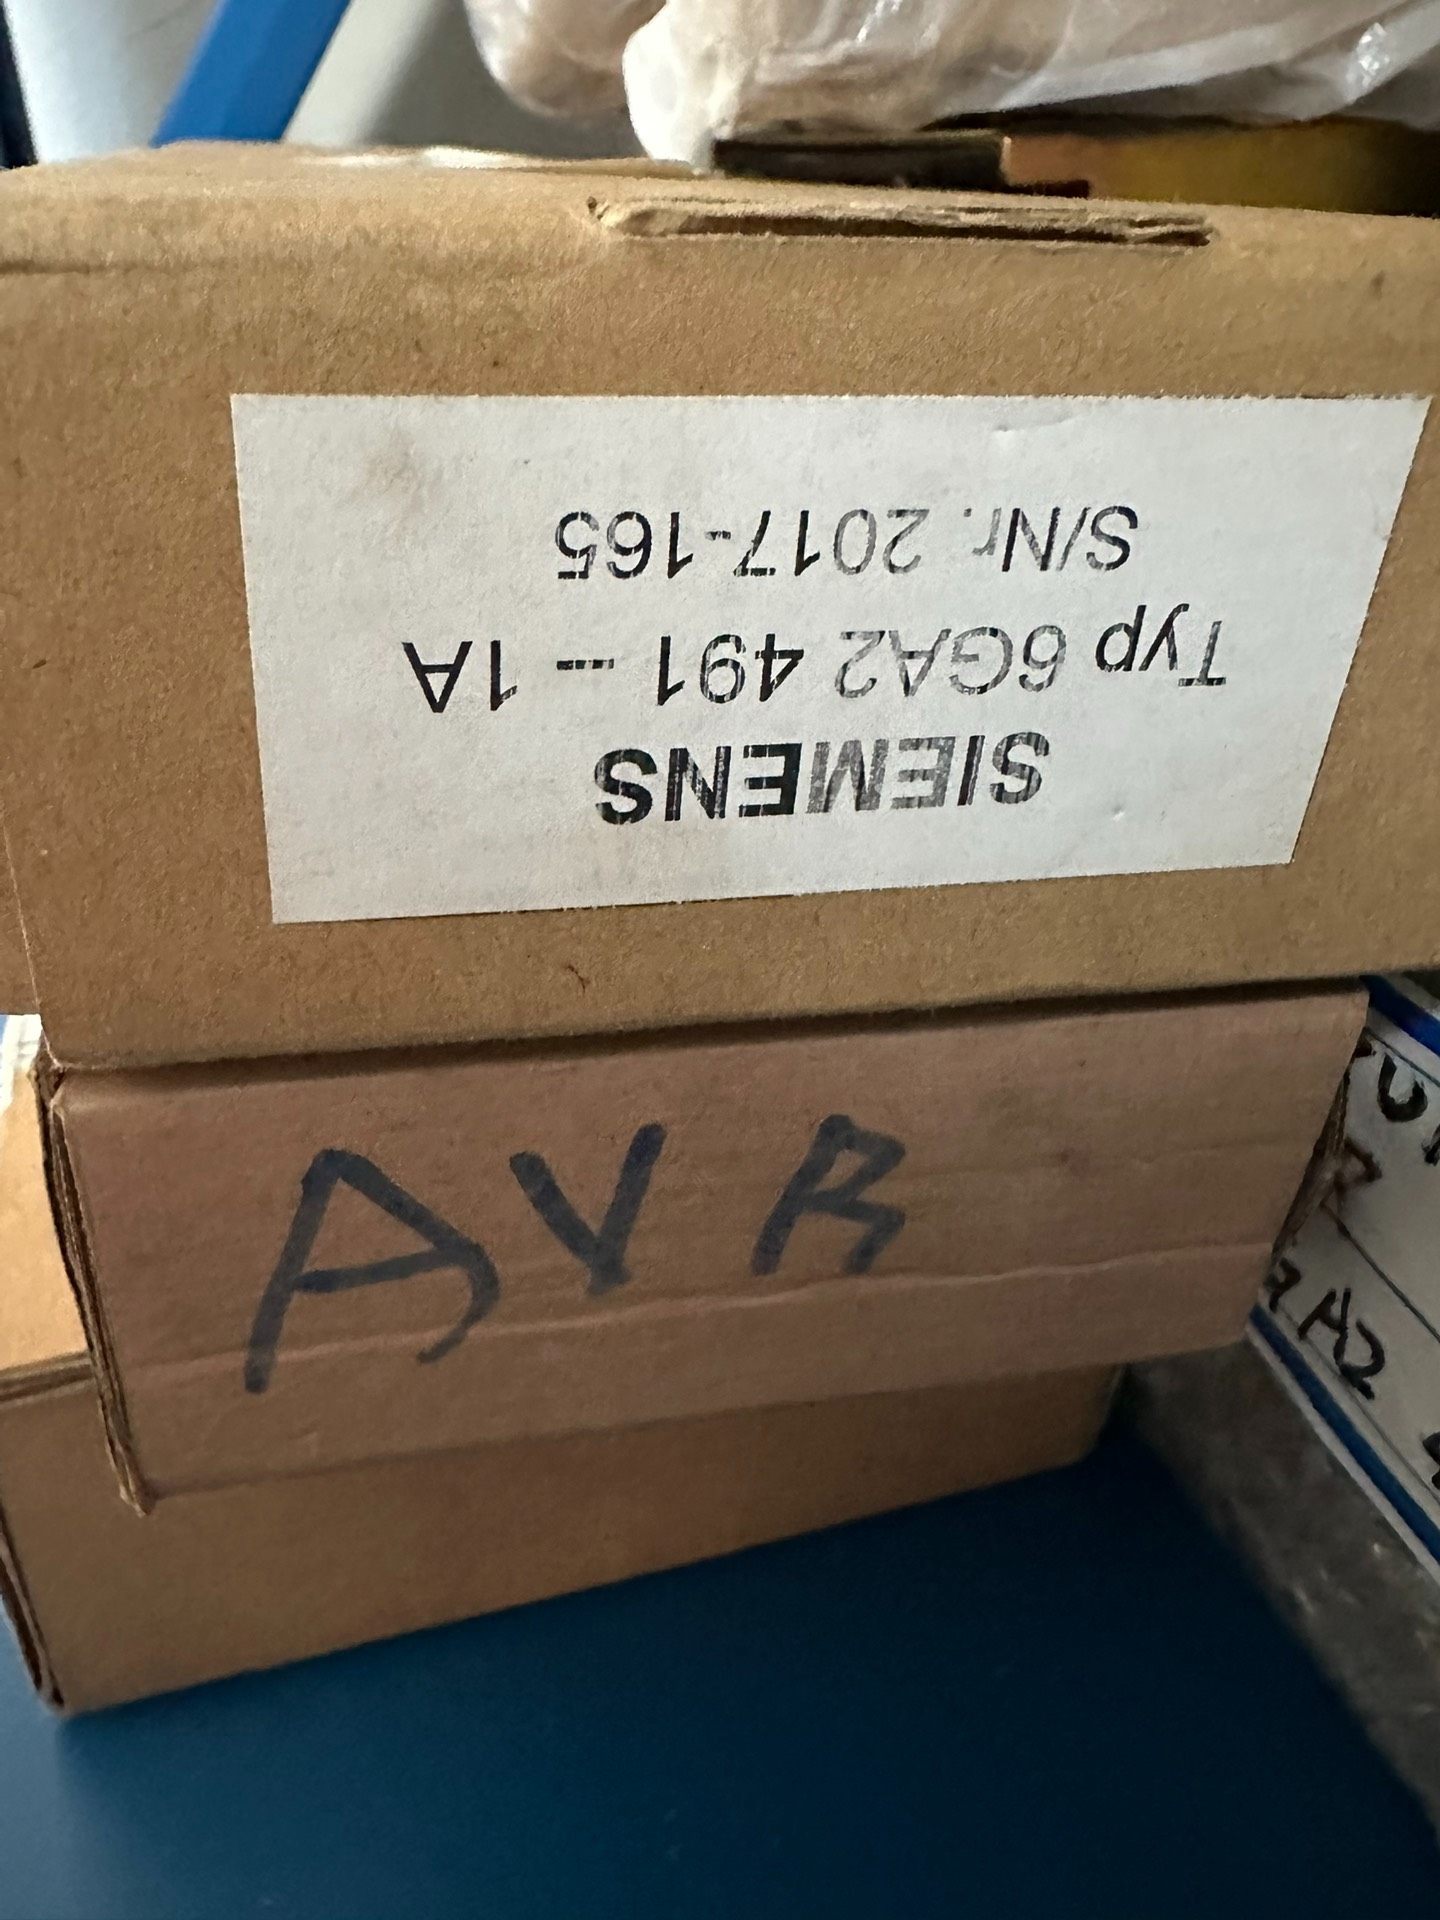 SIEMENS
Typ 6GA2 491 - 1A
S/Nr. 2017-165
AVR